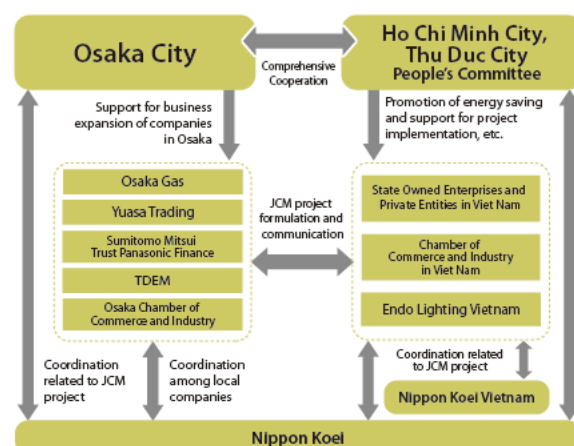 Osaka City
Comprehensive
Cooperation
Ho Chi Minh City,
Thu Duc City
People's Committee
Support for business
expansion of companies
in Osaka
Promotion of energy saving
and support for project
implementation, etc.
Osaka Gas
Yuasa Trading
Sumitomo Mitsui
Trust Panasonic Finance
TDEM
Osaka Chamber of
Commerce and Industry
JCM project
formulation and
communication
State Owned Enterprises and
Private Entities in Viet Nam
Chamber of
Commerce and Industry
in Viet Nam
Endo Lighting Vietnam
Coordination
related to JCM
project
Coordination
among local
companies
Coordination related
to JCM project
Nippon Koei Vietnam
Nippon Koei